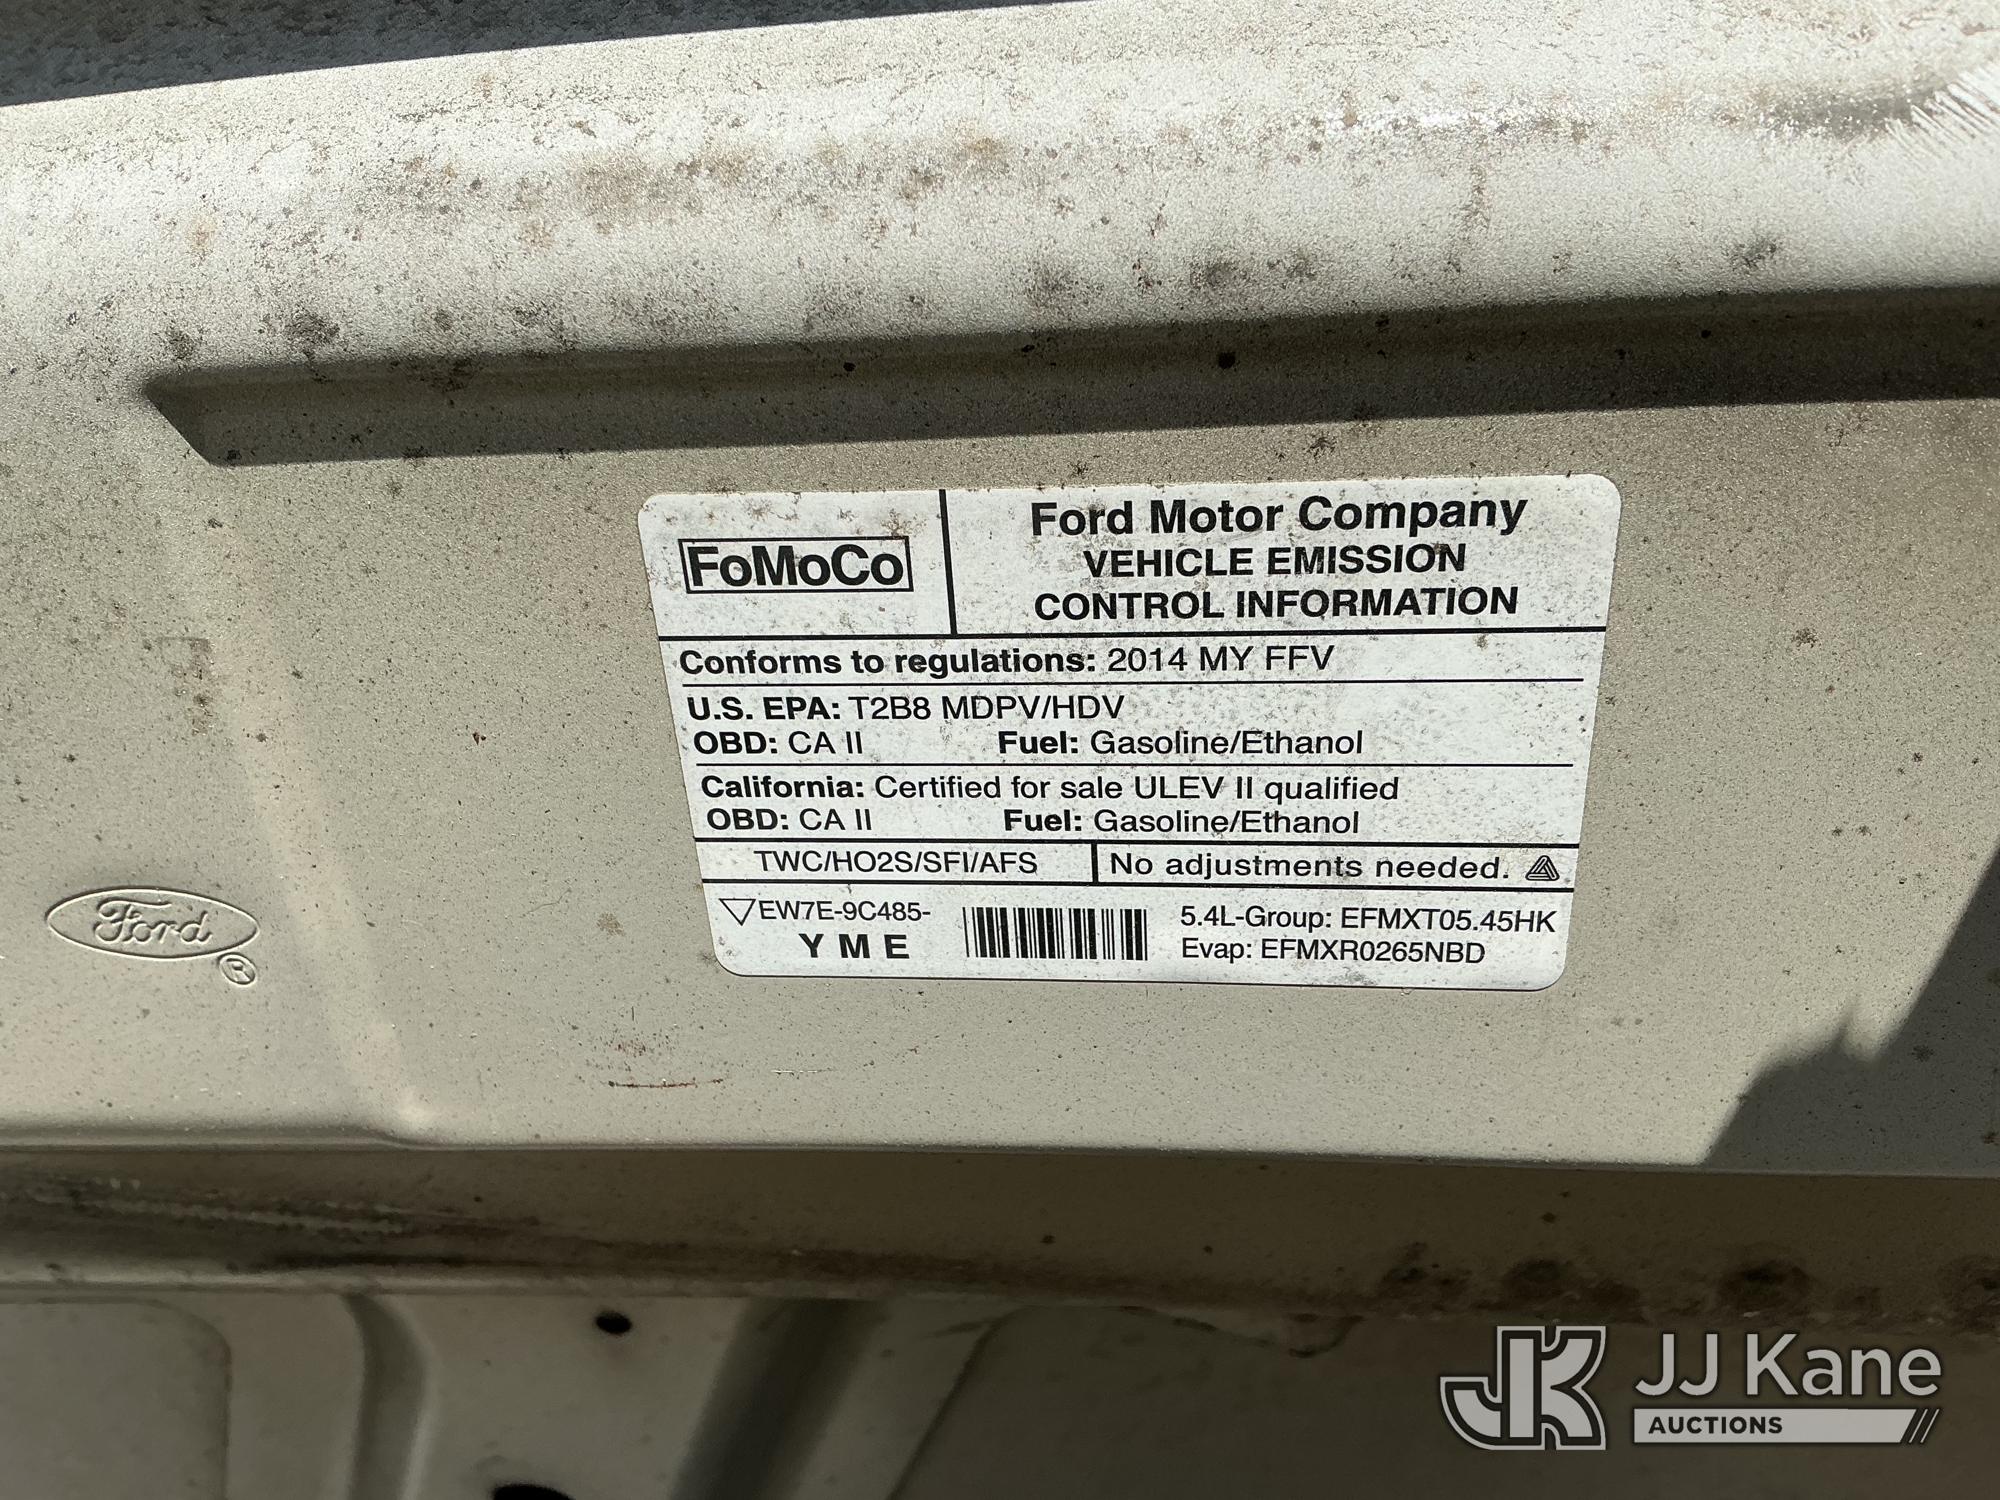 FoMoCo
Ford Motor Company
VEHICLE EMISSION
CONTROL INFORMATION
Conforms to regulations: 2014 MY FFV
U.S. EPA: T2B8 MDPV/HDV
OBD: CA II Fuel: Gasoline/Ethanol
California: Certified for sale ULEV II qualified
OBD: CA II Fuel: Gasoline/Ethanol
TWC/HO2S/SFI/AFS No adjustments needed.
EW7E-9C485-
YME
5.4L-Group: EFMXT05.45HK
Evap: EFMXR0265NBD
Ford ®
JK JJ Kane
AUCTIONS